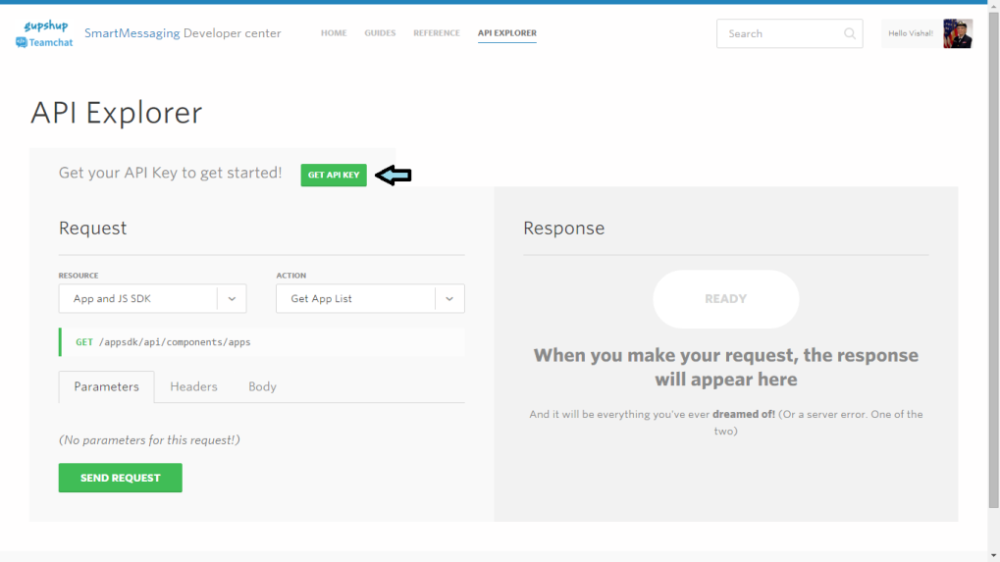 gupshup
Teamchat
SmartMessaging Developer center
HOME
GUIDES
REFERENCE
API EXPLORER
Search
Hello Vishal!
API Explorer
Get your API Key to get started!
GET API KEY
Request
RESOURCE
ACTION
App and JS SDK
Get App List
GET /appsdk/api/components/apps
Parameters
Headers
Body
(No parameters for this request!)
SEND REQUEST
Response
READY
When you make your request, the response
will appear here
And it will be everything you've ever dreamed of! (Or a server error. One of the
two)